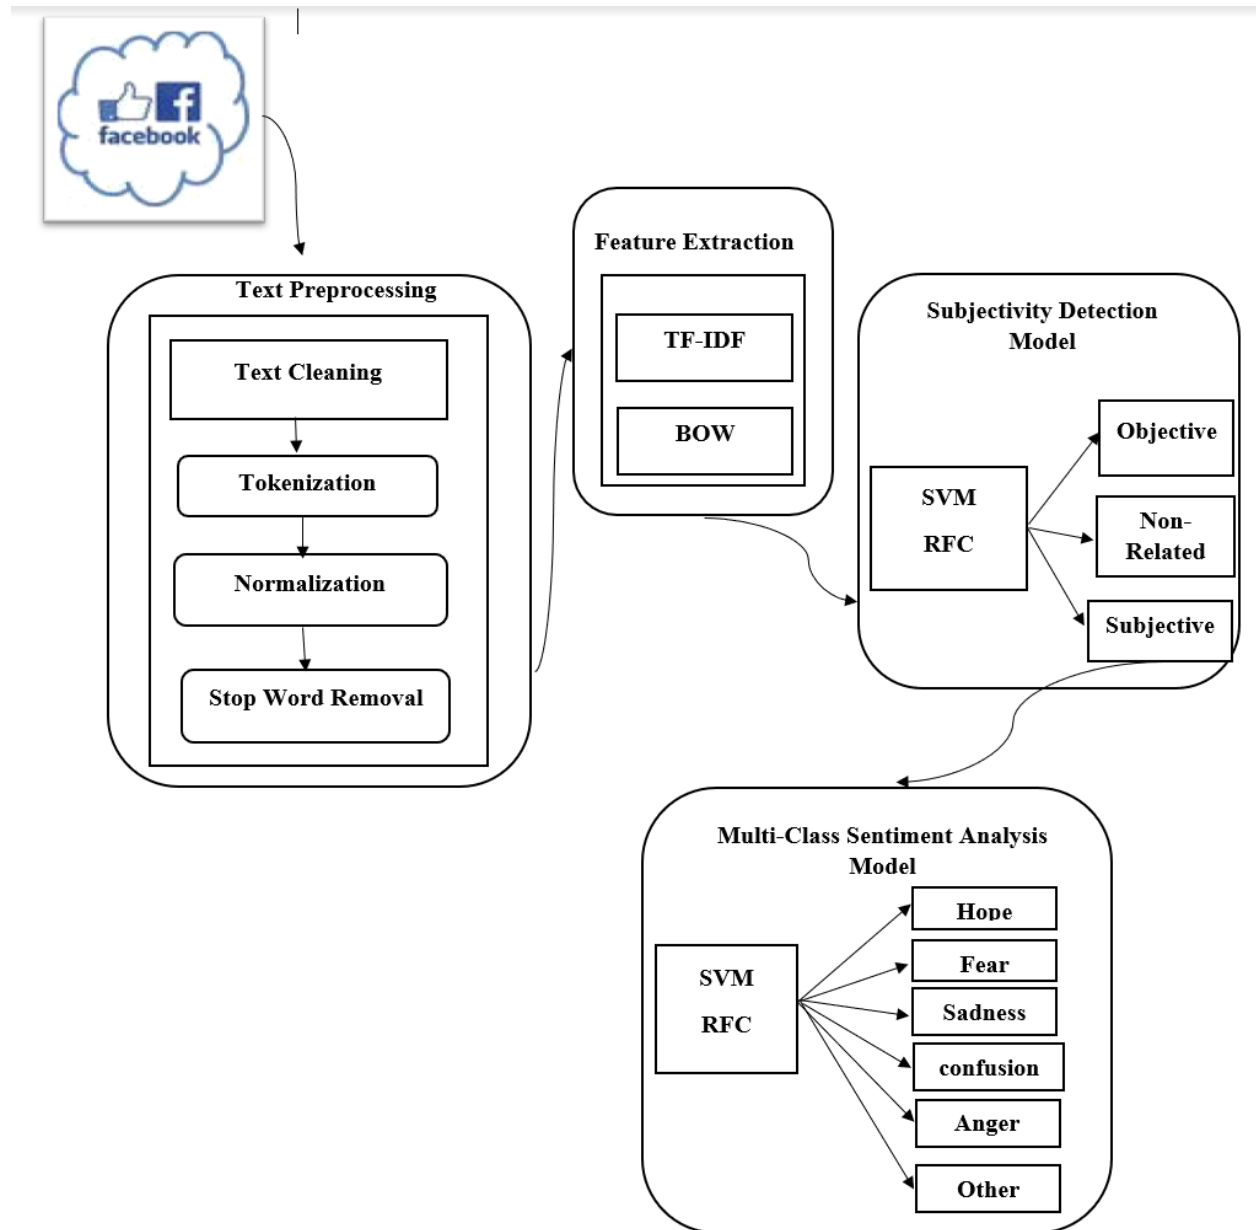 facebook
Text Preprocessing
Text Cleaning
Tokenization
Normalization
Stop Word Removal
Feature Extraction
TF-IDF
BOW
Subjectivity Detection
Model
SVM
RFC
Objective
Non-
Related
Subjective
Multi-Class Sentiment Analysis
Model
SVM
RFC
Hope
Fear
Sadness
confusion
Anger
Other